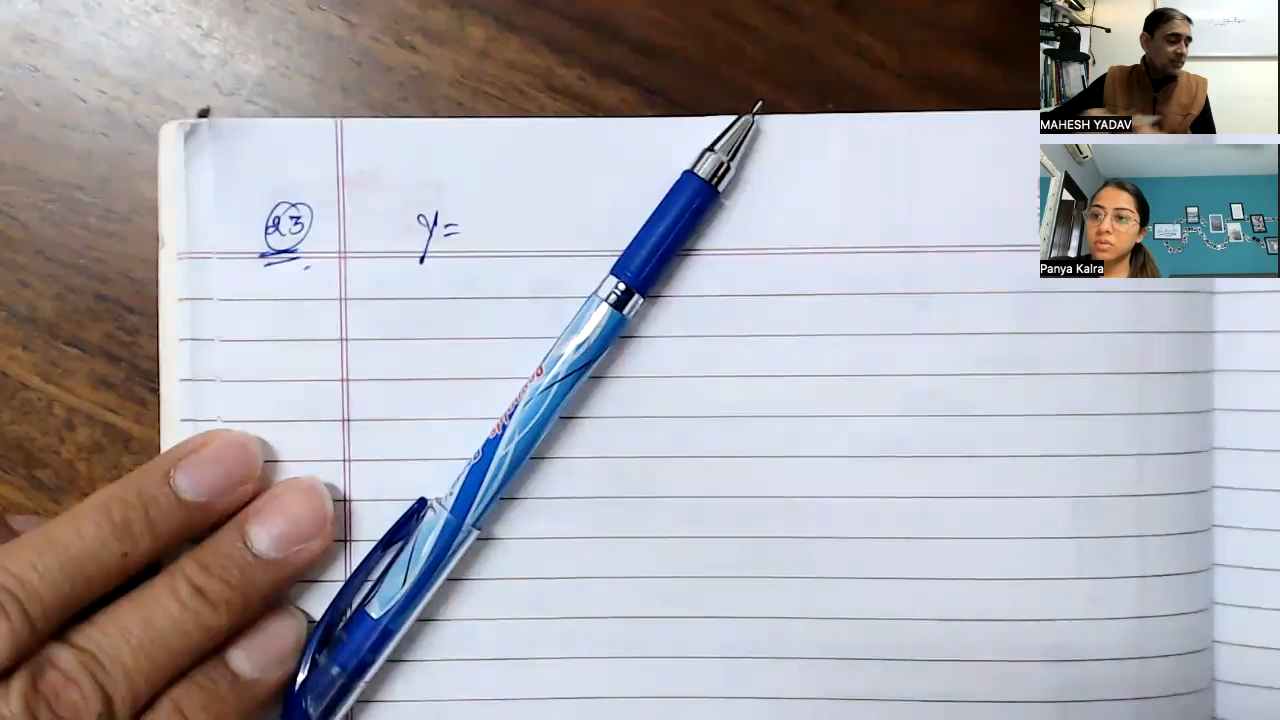 23 γ =
MAHESH YADAV
Panya Kalra